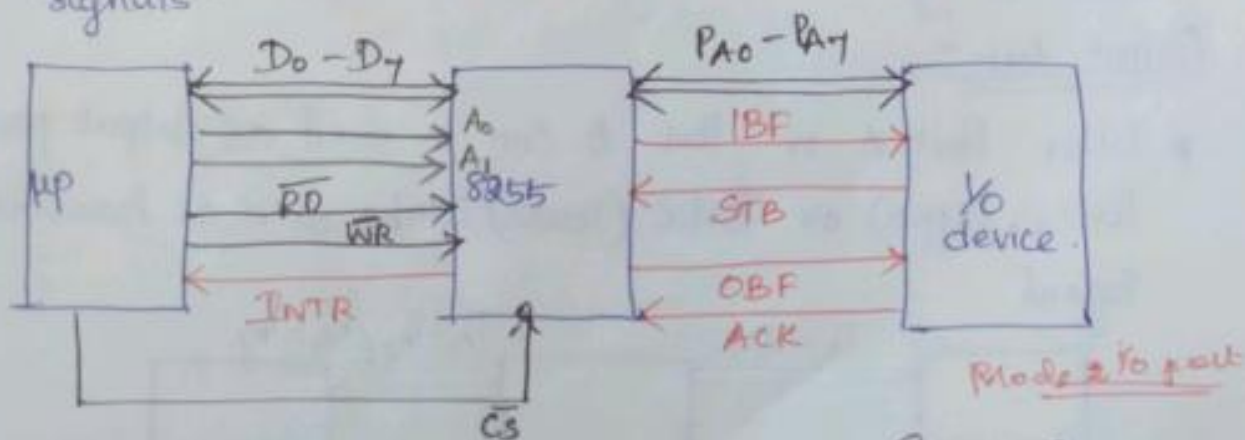 signals
D0 - D7
PA0 - PA7
A0
A1
8255
μp
RD
WR
INTR
CS
IBF
STB
OBF
ACK
I/O
device.
Mode 2 I/O port